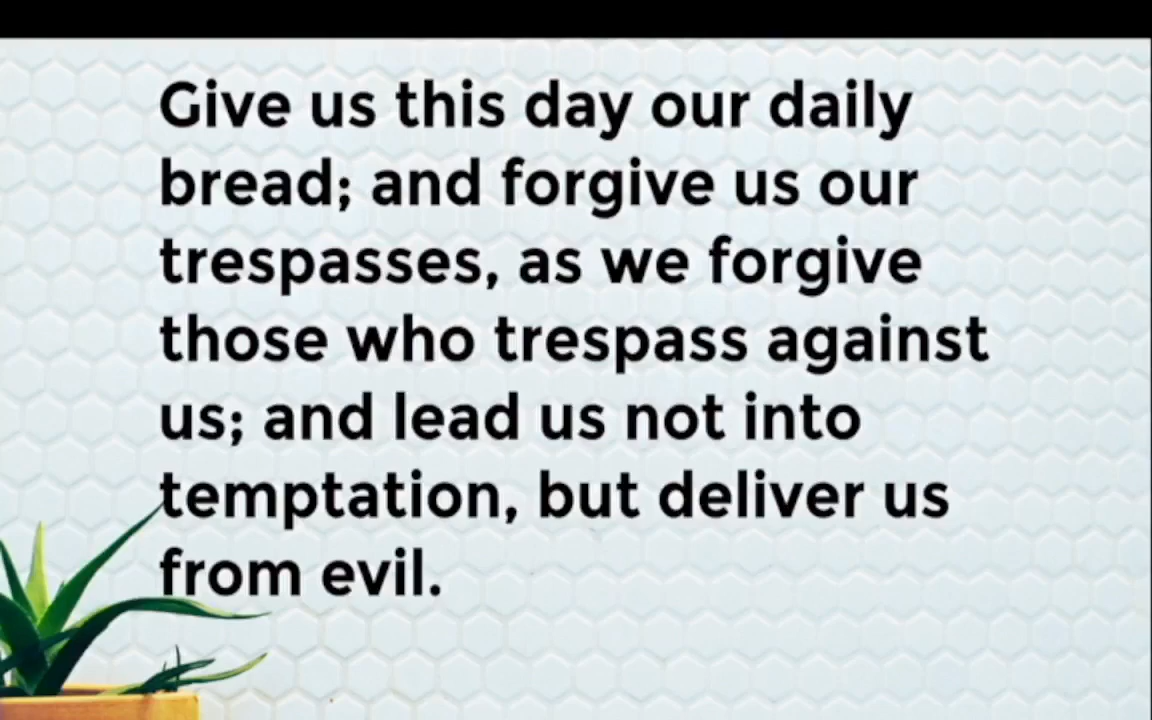 Give us this day our daily
bread; and forgive us our
trespasses, as we forgive
those who trespass against
us; and lead us not into
temptation, but deliver us
from evil.